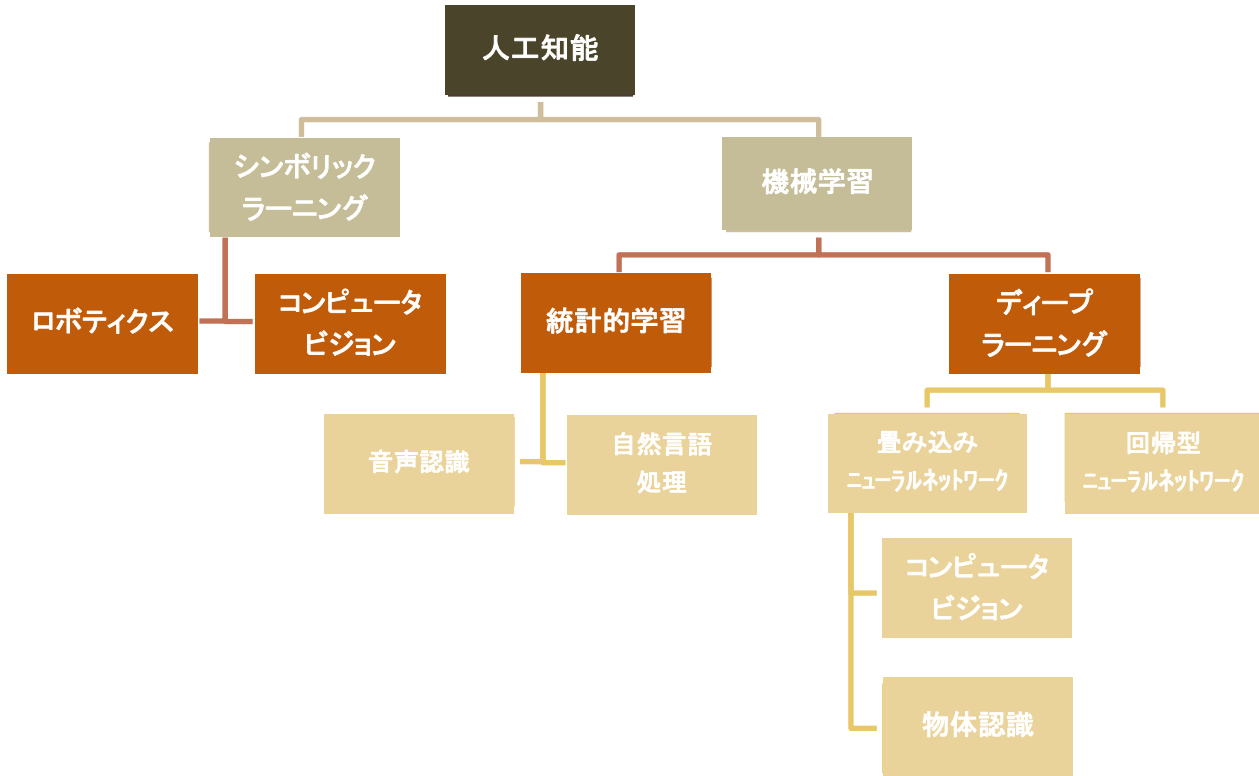 人工知能
シンボリック
ラーニング
機械学習
ロボティクス
コンピュータ
ビジョン
統計的学習
ディープ
ラーニング
音声認識
自然言語
処理
畳み込み
ニューラルネットワーク
回帰型
ニューラルネットワーク
コンピュータ
ビジョン
物体認識